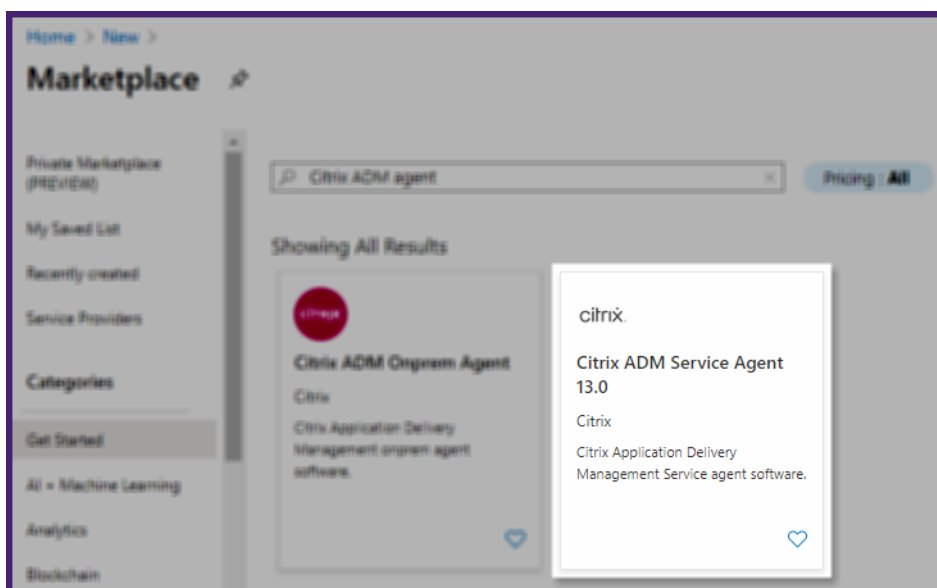 Home > New >
Marketplace
Private Marketplace
(PREVIEW)
My Saved List
Recently created
Service Providers
Categories
Get Started
AI + Machine Learning
Analytics
Blockchain
Citrix ADM agent
Pricing : All
Showing All Results
citrix
Citrix ADM Onprem Agent
Citrix
Citrix Application Delivery
Management onprem agent
software.
citrix.
Citrix ADM Service Agent
13.0
Citrix
Citrix Application Delivery
Management Service agent software.